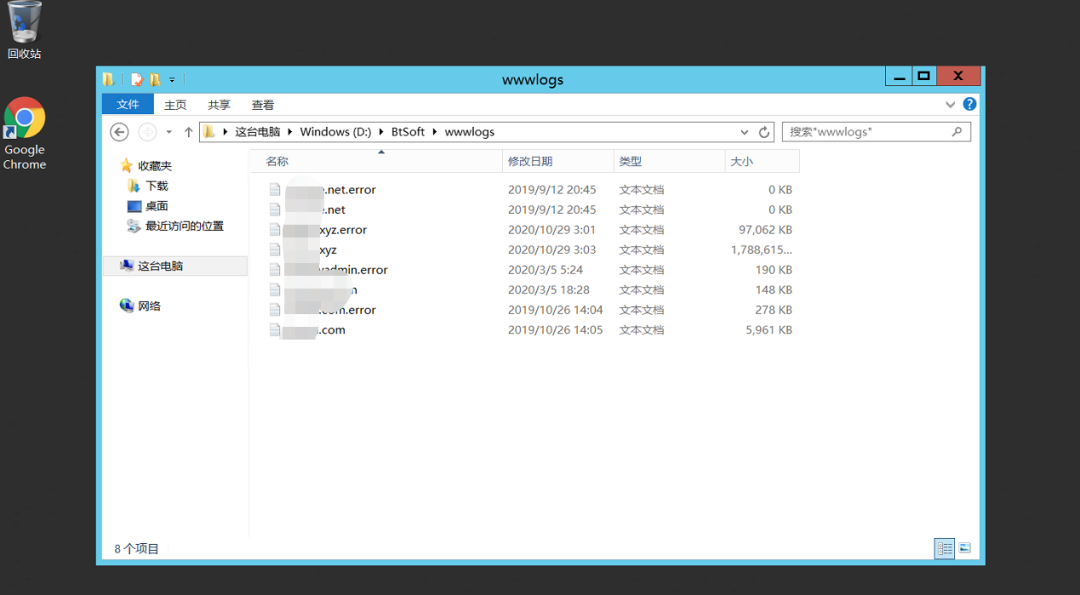 回收站
Google
Chrome
wwwlogs
文件 主页 共享 查看
这台电脑 Windows (D:) BtSoft wwwlogs
搜索"wwwlogs"
收藏夹
下载
桌面
最近访问的位置
这台电脑
网络
名称 修改日期 类型 大小
.net.error 2019/9/12 20:45 文本文档 0 KB
.net 2019/9/12 20:45 文本文档 0 KB
xyz.error 2020/10/29 3:01 文本文档 97,062 KB
xyz 2020/10/29 3:03 文本文档 1,788,615...
admin.error 2020/3/5 5:24 文本文档 190 KB
2020/3/5 18:28 文本文档 148 KB
.com.error 2019/10/26 14:04 文本文档 278 KB
.com 2019/10/26 14:05 文本文档 5,961 KB
8 个项目